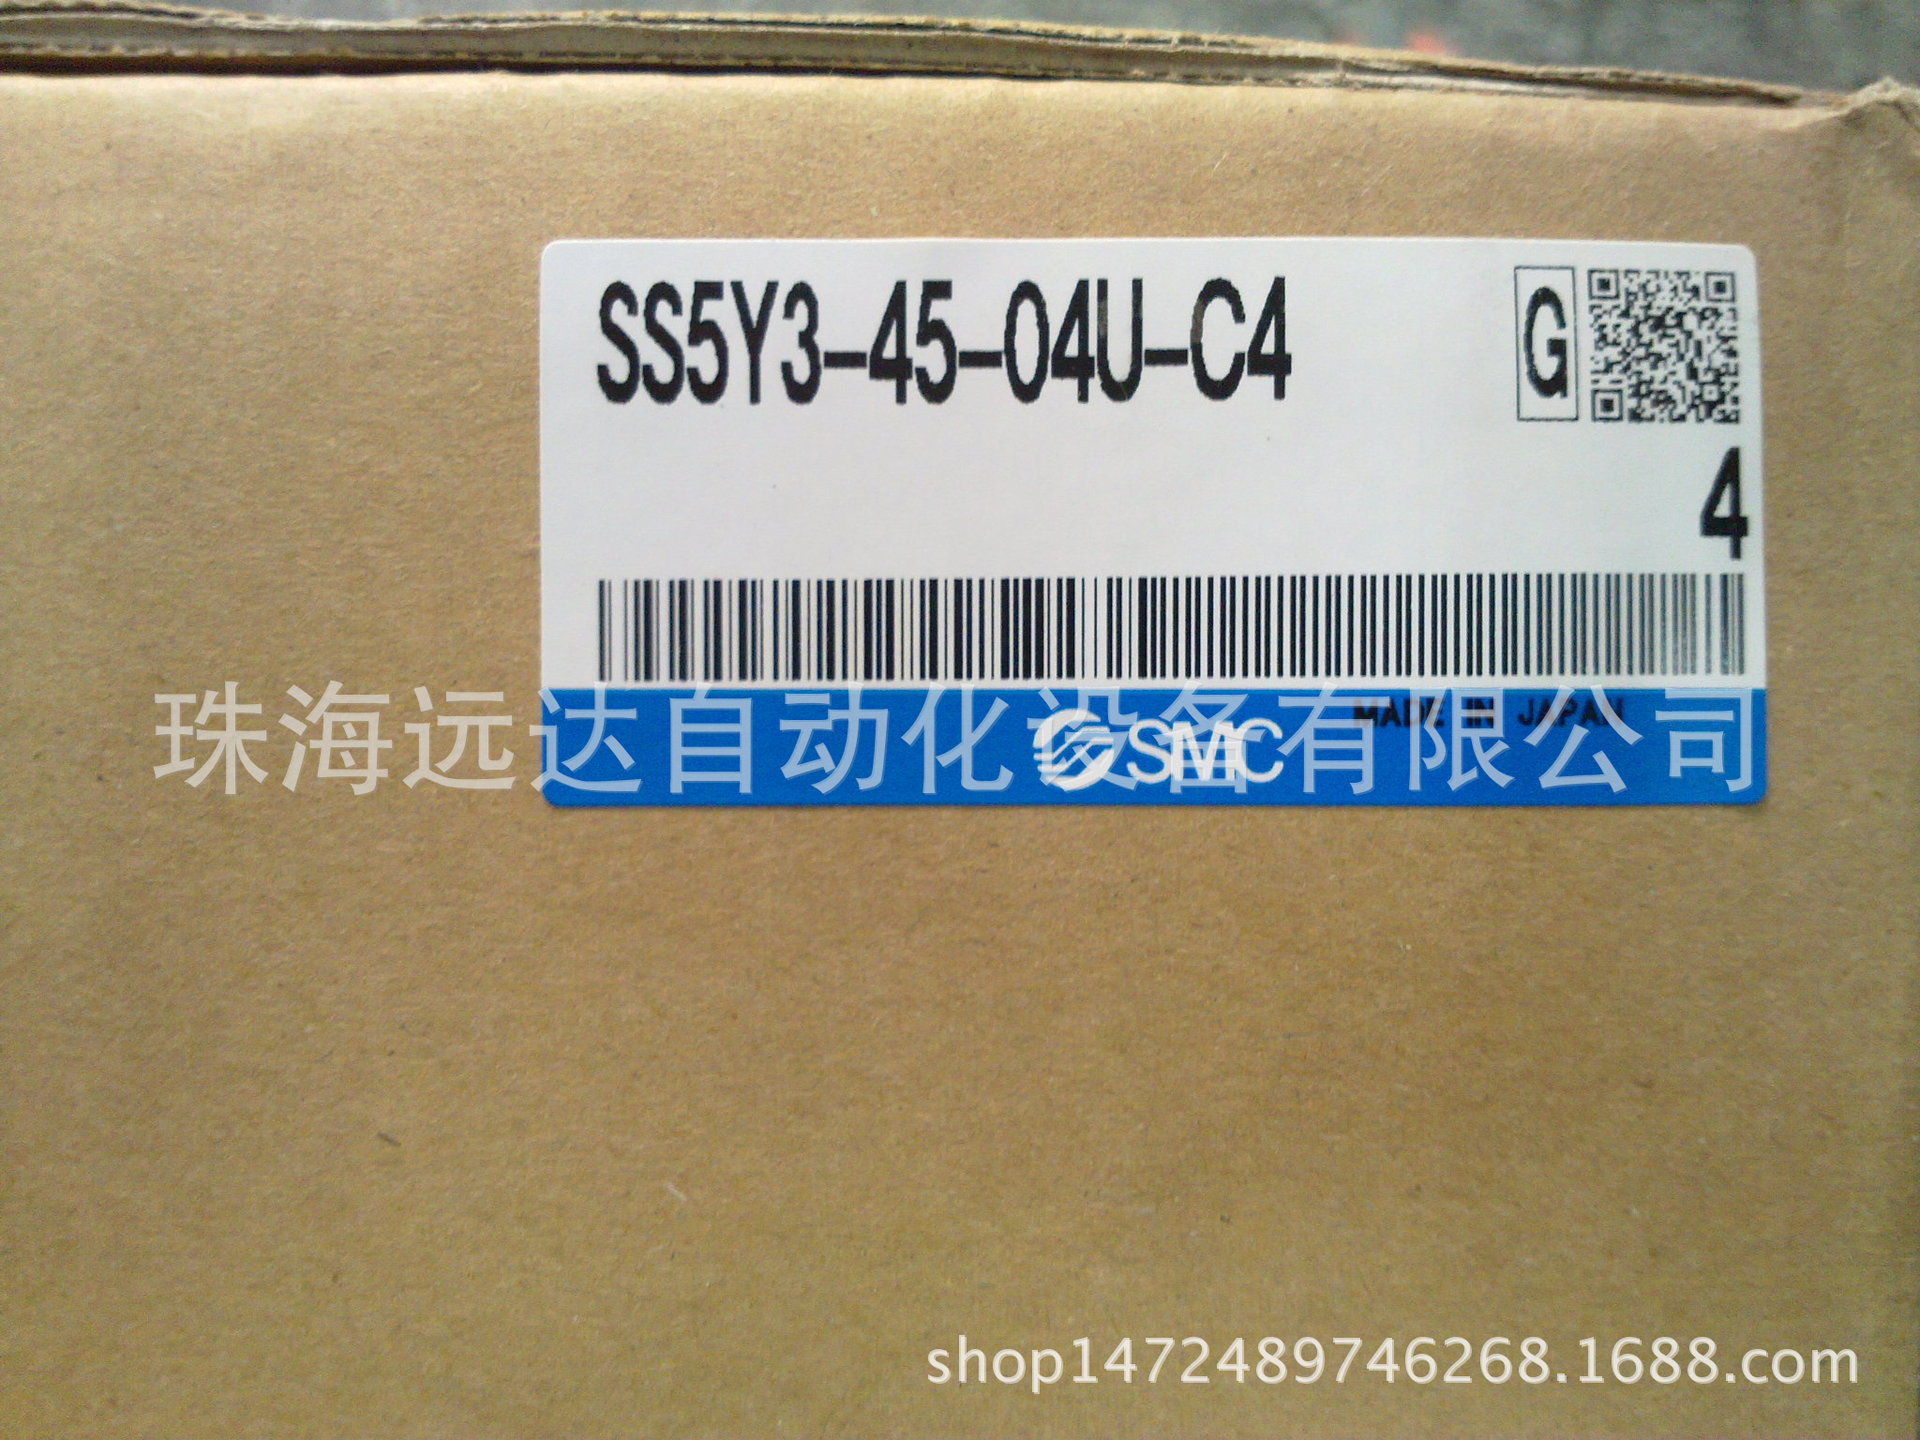 SS5Y3-45-04U-C4
G
4
MADE IN JAPAN
SMC
珠海远达自动化设备有限公司
shop1472489746268.1688.com